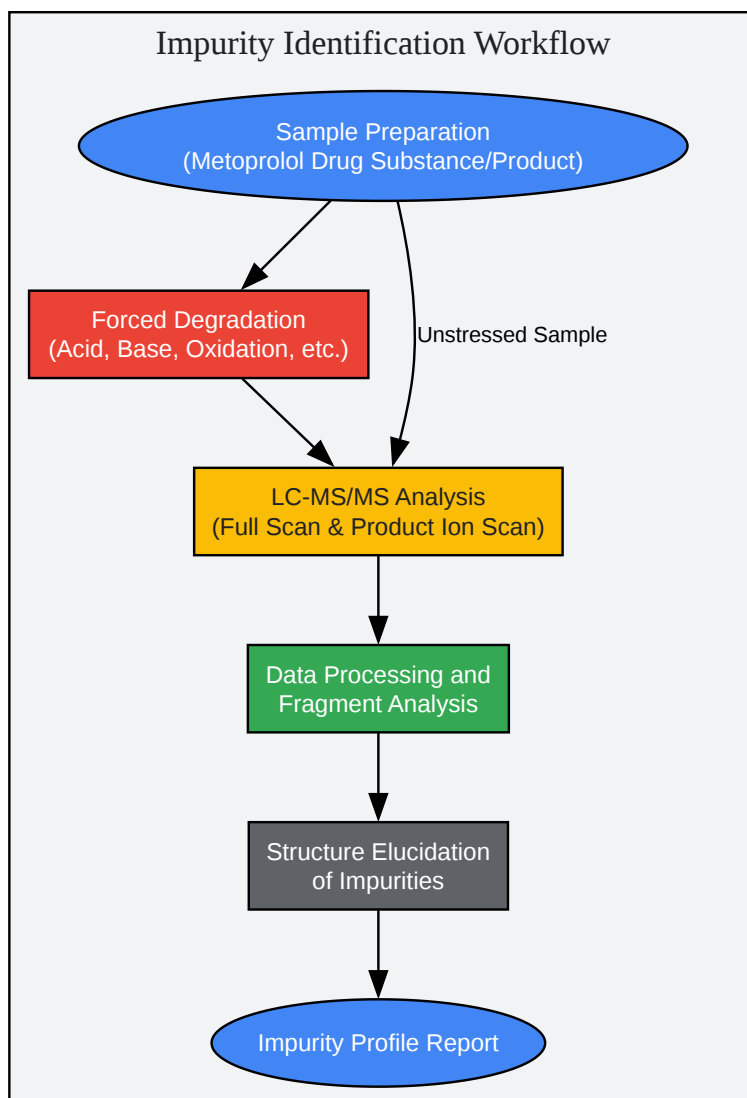 Impurity Identification Workflow
Sample Preparation
(Metoprolol Drug Substance/Product)
Forced Degradation
(Acid, Base, Oxidation, etc.)
Unstressed Sample
LC-MS/MS Analysis
(Full Scan & Product Ion Scan)
Data Processing and
Fragment Analysis
Structure Elucidation
of Impurities
Impurity Profile Report